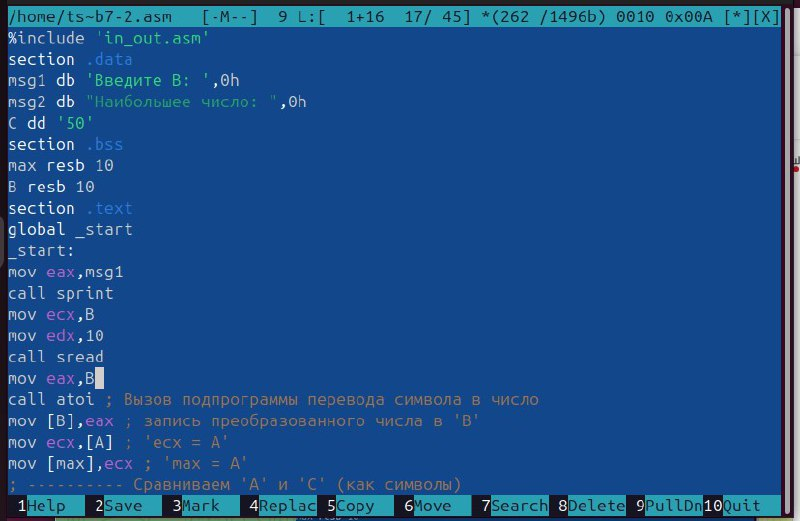 /home/ts~b7-2.asm   [-M--]  9 L:[  1+16  17/ 45] *(262 /1496b) 0010 0x00A [*][X]
%include 'in_out.asm'
section .data
msg1 db 'Введите B: ',0h
msg2 db "Наибольшее число: ",0h
C dd '50'
section .bss
max resb 10
B resb 10
section .text
global _start
_start:
mov eax,msg1
call sprint
mov ecx,B
mov edx,10
call sread
mov eax,B
call atoi ; Вызов подпрограммы перевода символа в число
mov [B],eax ; запись преобразованного числа в 'B'
mov ecx,[A] ; 'ecx = A'
mov [max],ecx ; 'max = A'
; ---------- Сравниваем 'A' и 'C' (как символы)
1Help 2Save 3Mark 4Replac 5Copy 6Move 7Search 8Delete 9PullDn 10Quit